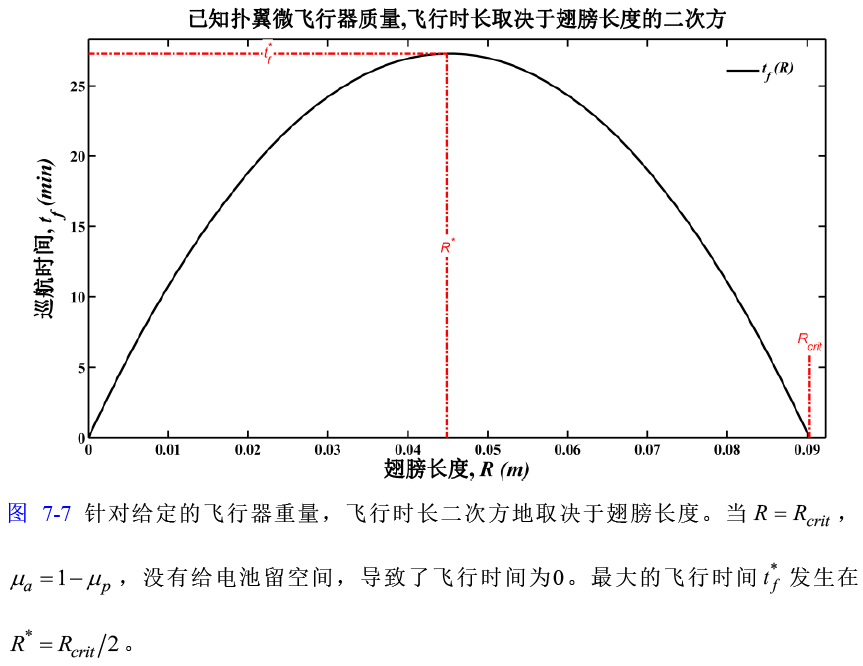 已知扑翼微飞行器质量,飞行时长取决于翅膀长度的二次方
t_f^*
t_f (R)
25
20
15
10
5
0
巡航时间, t_f (min)
R^*
R_crit
0
0.01
0.02
0.03
0.04
0.05
0.06
0.07
0.08
0.09
翅膀长度, R (m)
图 7-7 针对给定的飞行器重量，飞行时长二次方地取决于翅膀长度。当 R = R_crit，
μ_a = 1− μ_p，没有给电池留空间，导致了飞行时间为0。最大的飞行时间 t_f^* 发生在
R^* = R_crit/2。